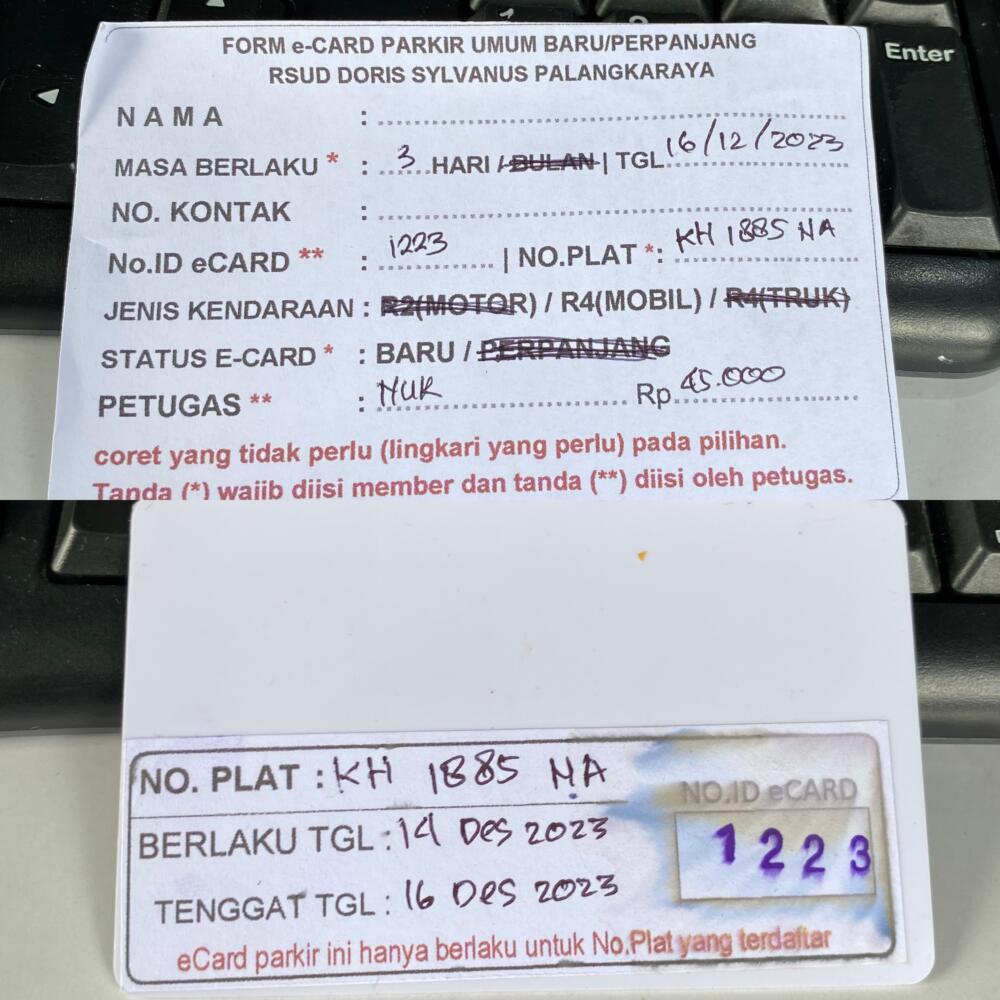 Enter
FORM e-CARD PARKIR UMUM BARU/PERPANJANG
RSUD DORIS SYLVANUS PALANGKARAYA
NAMA :
MASA BERLAKU * : 3 HARI / BULAN | TGL 16/12/2023
NO. KONTAK :
No.ID eCARD ** : 1223 | NO.PLAT *: KH 1885 NA
JENIS KENDARAAN : R2(MOTOR) / R4(MOBIL) / R4(TRUK)
STATUS E-CARD * : BARU / PERPANJANG
PETUGAS ** : NUR Rp 45.000
coret yang tidak perlu (lingkari yang perlu) pada pilihan.
Tanda (*) wajib diisi member dan tanda (**) diisi oleh petugas.
NO. PLAT : KH 1885 NA
NO.ID eCARD
1223
BERLAKU TGL : 14 DES 2023
TENGGAT TGL : 16 DES 2023
eCard parkir ini hanya berlaku untuk No.Plat yang terdaftar